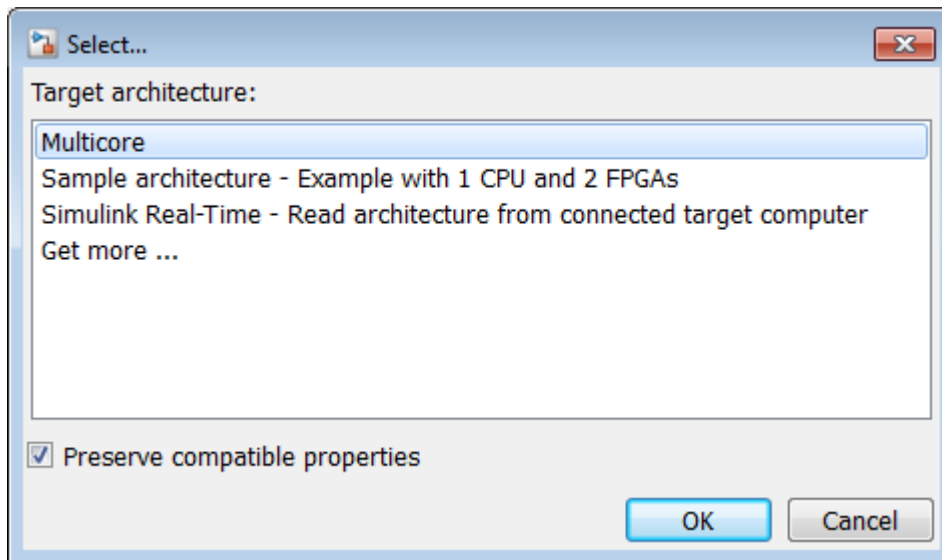 Select...
Target architecture:
Multicore
Sample architecture - Example with 1 CPU and 2 FPGAs
Simulink Real-Time - Read architecture from connected target computer
Get more ...
Preserve compatible properties
OK Cancel